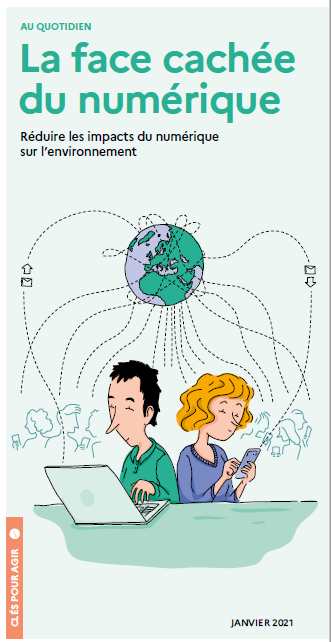 AU QUOTIDIEN
La face cachée
du numérique
Réduire les impacts du numérique
sur l'environnement
CLÉS POUR AGIR
JANVIER 2021